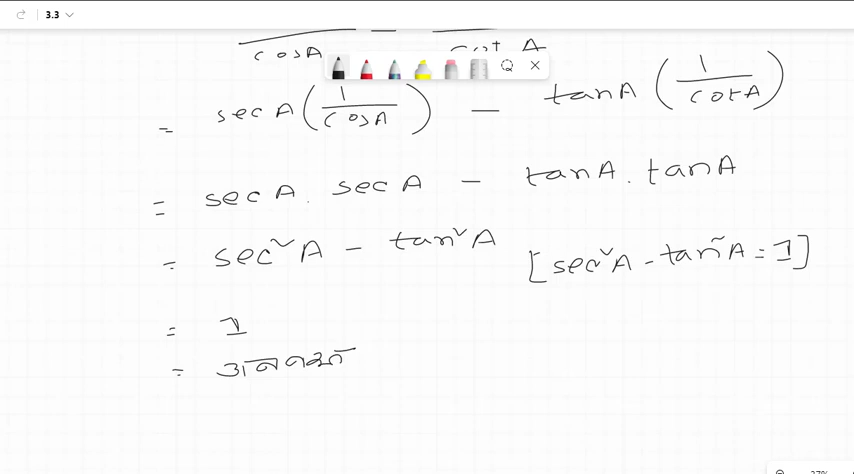 3.3
cosA cot A
= secA(1/cosA) — tanA(1/cotA)
= secA . secA — tanA . tanA
= sec²A - tan²A [sec²A - tan²A = 1]
= 1
=